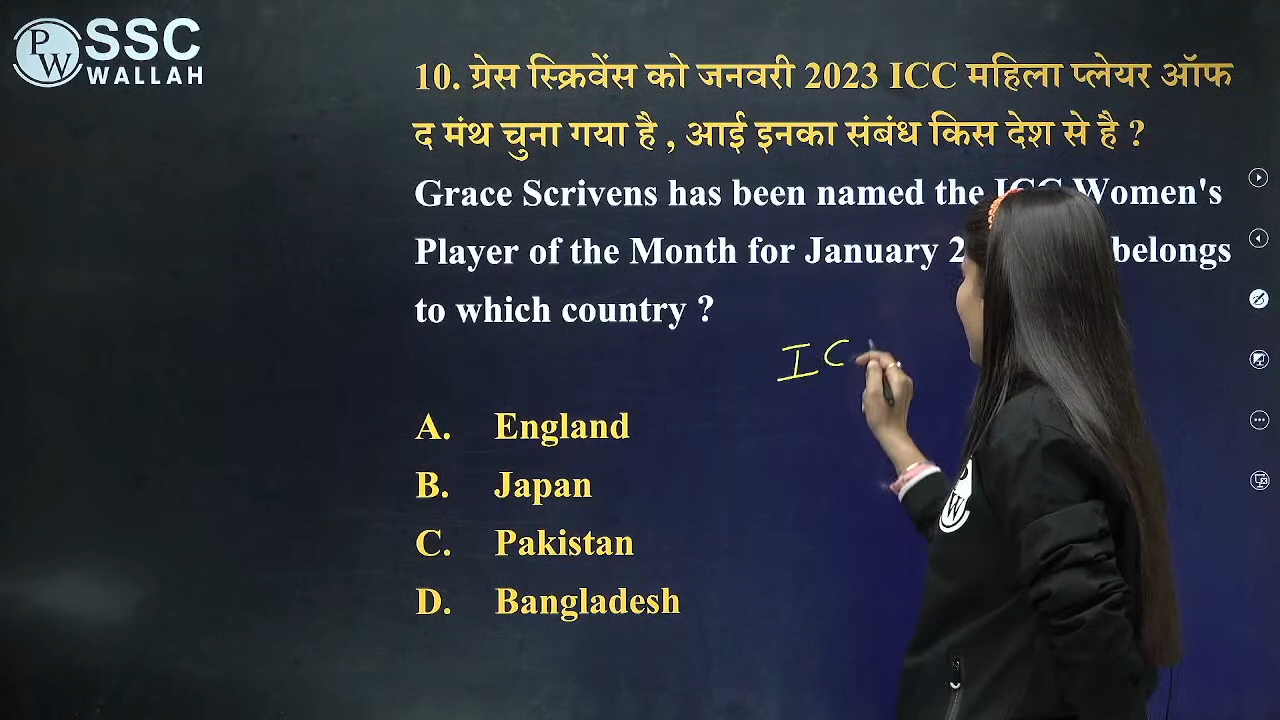 SSC
PW
WALLAH
10. ग्रेस स्क्रिवेंस को जनवरी 2023 ICC महिला प्लेयर ऑफ
द मंथ चुना गया है , आई इनका संबंध किस देश से है ?
Grace Scrivens has been named the ICC Women's
Player of the Month for January 2 belongs
to which country ?
IC
A. England
B. Japan
C. Pakistan
D. Bangladesh
W